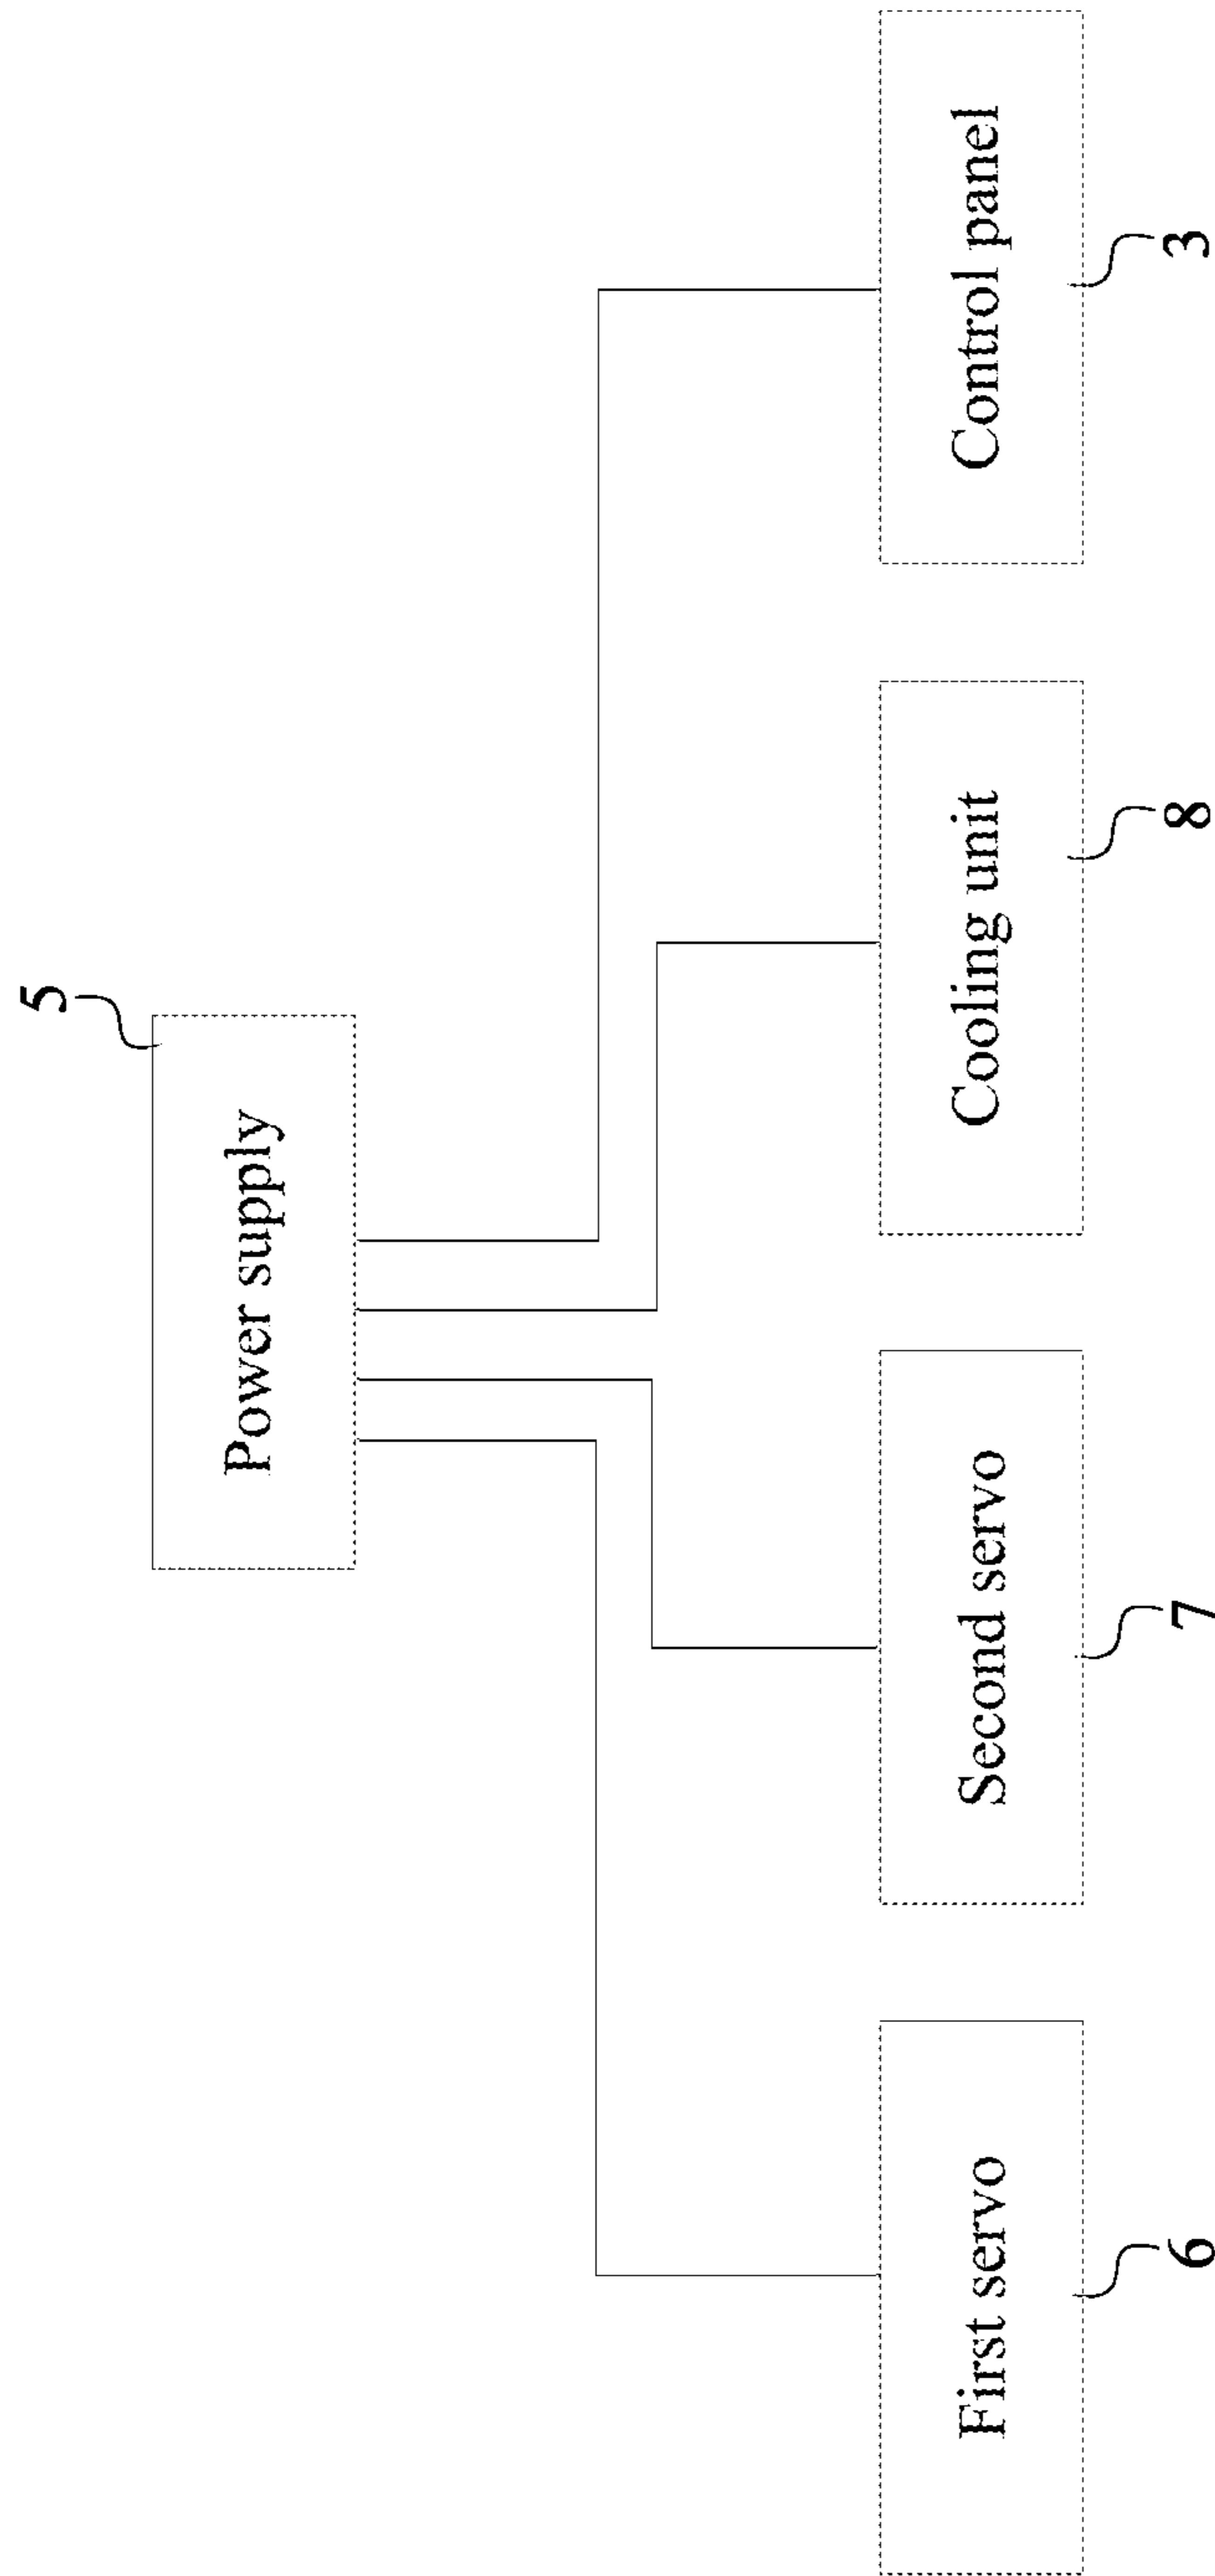 5
Power supply
First servo
Second servo
Cooling unit
Control panel
6
7
8
3